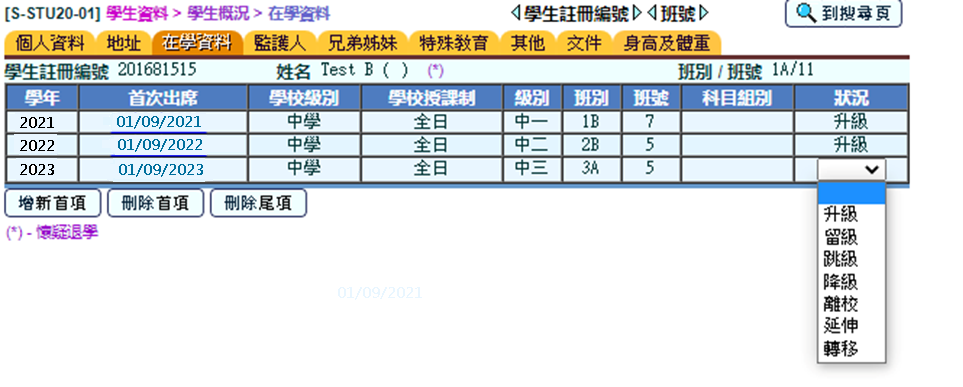 [S-STU20-01] 學生資料 > 學生概況 > 在學資料 學生註冊編號 班號 到搜尋頁
個人資料 地址 在學資料 監護人 兄弟姊妹 特殊教育 其他 文件 身高及體重
學生註冊編號 201681515 姓名 Test B ( ) (*) 班別 / 班號 1A/11
學年 首次出席 學校級別 學校授課制 級別 班別 班號 科目組別 狀況
2021 01/09/2021 中學 全日 中一 1B 7 升級
2022 01/09/2022 中學 全日 中二 2B 5 升級
2023 01/09/2023 中學 全日 中三 3A 5
增新首項 刪除首項 刪除尾項
(*) - 懷疑退學
升級
留級
跳級
降級
離校
延伸
轉移
01/09/2021